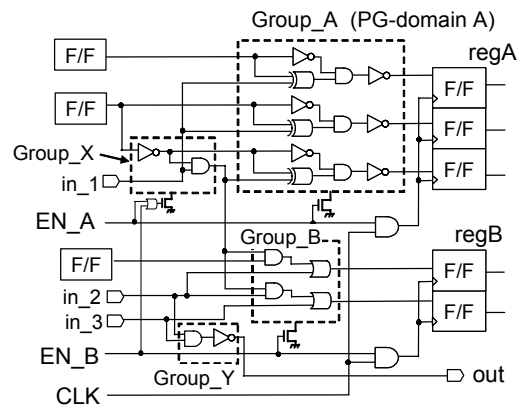 Group_A (PG-domain A)
regA
F/F
F/F
F/F
F/F
F/F
Group_X
in_1
EN_A
Group_B
regB
F/F
F/F
F/F
in_2
in_3
EN_B
Group_Y
out
CLK